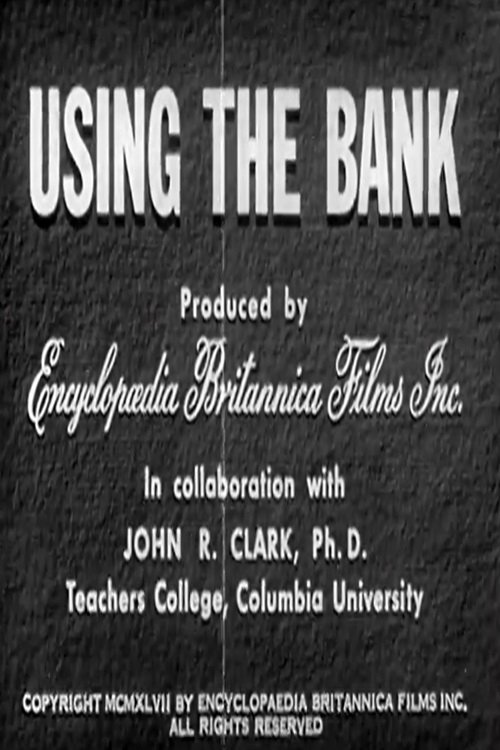 USING THE BANK
Produced by
Encyclopædia Britannica Films Inc.
In collaboration with
JOHN R. CLARK, Ph. D.
Teachers College, Columbia University
COPYRIGHT MCMXLVII BY ENCYCLOPAEDIA BRITANNICA FILMS INC.
ALL RIGHTS RESERVED